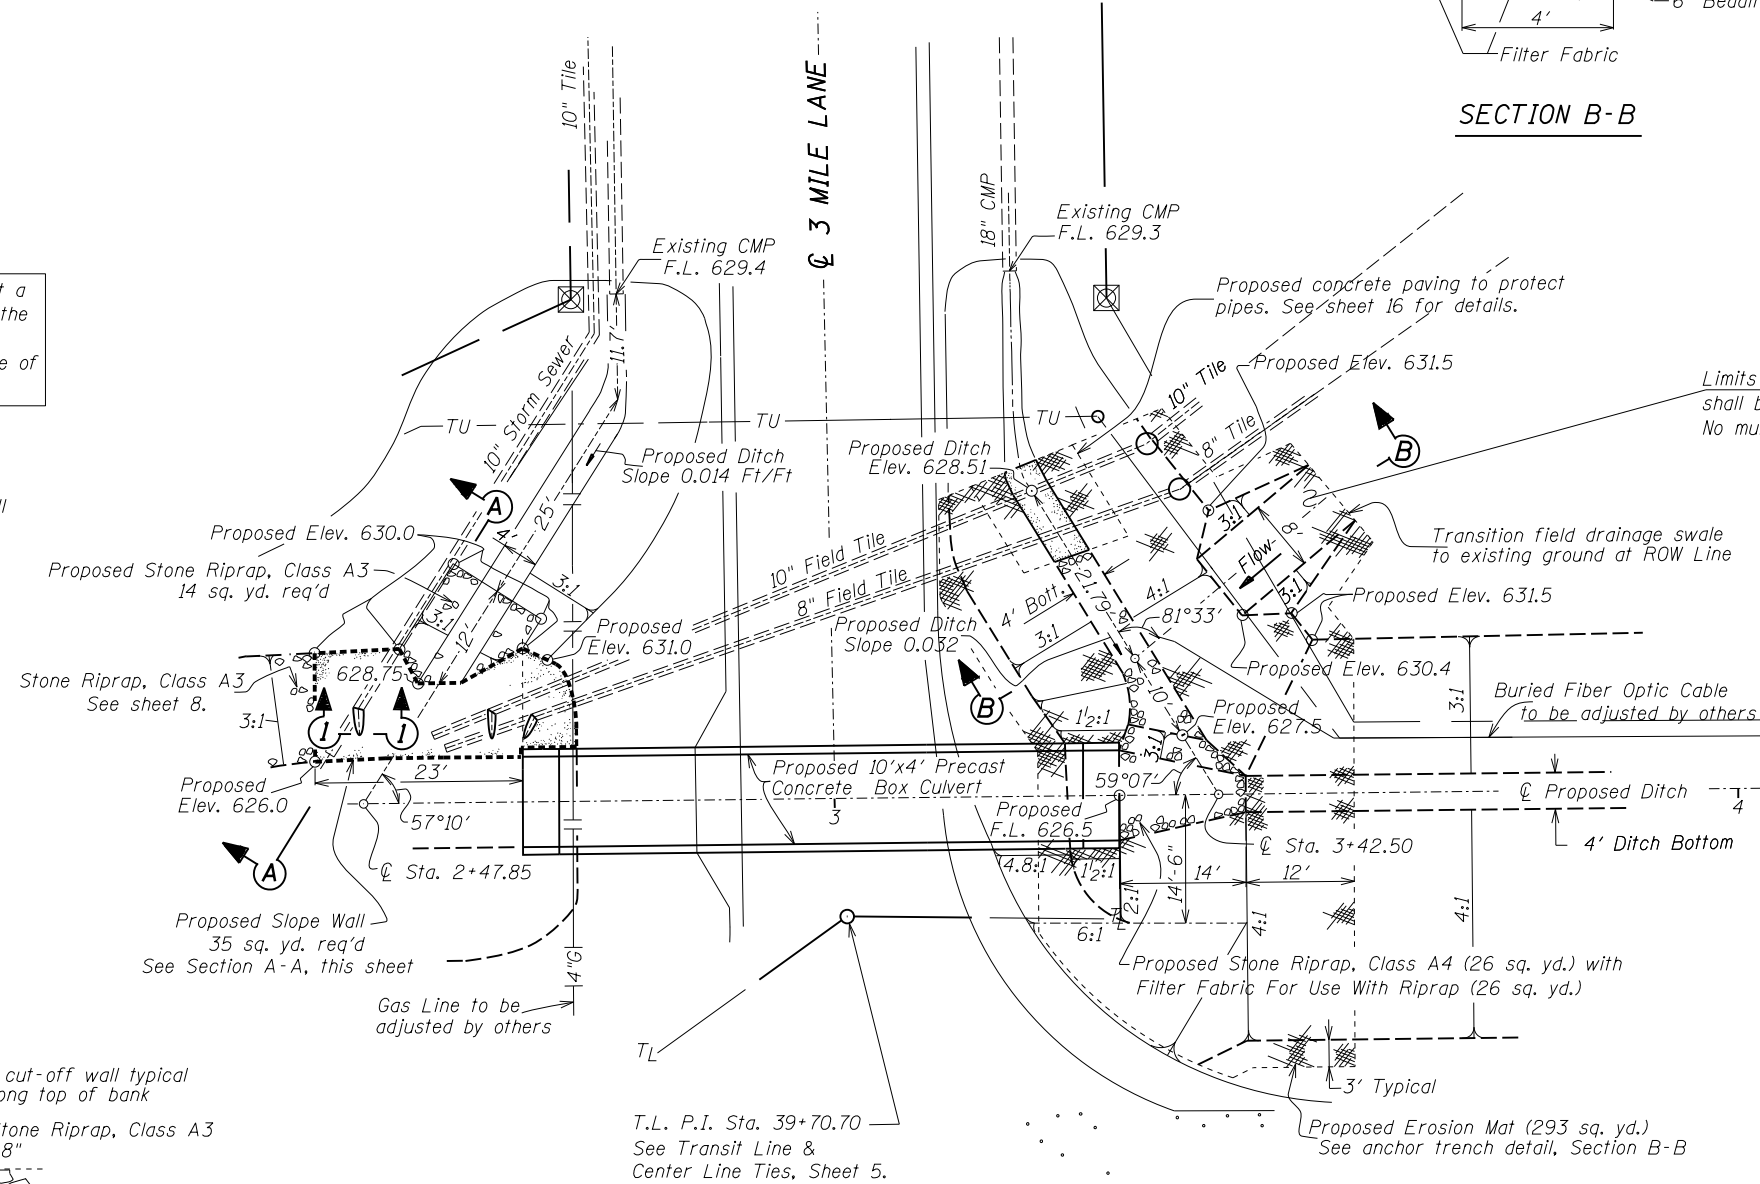 6" Beddi
4'
Filter Fabric
SECTION B-B
10" Tile
℄ 3 MILE LANE
18" CMP
Existing CMP
F.L. 629.3
Existing CMP
F.L. 629.4
t a
the
e of
Proposed concrete paving to protect
pipes. See sheet 16 for details.
11.7'
10" Storm Sewer
10" Tile
Proposed Elev. 631.5
Limits
shall b
No mu
TU
TU
TU
8" Tile
B
Proposed Ditch
Slope 0.014 Ft/Ft
Proposed Ditch
Elev. 628.51
A
25'
4'
3:1
8'
Flow
3:1
Transition field drainage swale
to existing ground at ROW Line
Proposed Elev. 630.0
Proposed Stone Riprap, Class A3
14 sq. yd. req'd
3:1
3:1
12'
10" Field Tile
8" Field Tile
21.79'
4:1
4' Bott.
3:1
81°33'
Proposed Elev. 631.5
Proposed
Elev. 631.0
Proposed Ditch
Slope 0.032
Proposed Elev. 630.4
628.75
Stone Riprap, Class A3
See sheet 8.
3:1
1
1
B
10'
1½:1
3:1
Proposed
Elev. 627.5
3:1
Buried Fiber Optic Cable
to be adjusted by others
Proposed
Elev. 626.0
23'
57°10'
Proposed 10'x4' Precast
Concrete Box Culvert
3
59°07'
Proposed
F.L. 626.5
℄ Proposed Ditch
4
4' Ditch Bottom
A
℄ Sta. 2+47.85
℄ Sta. 3+42.50
4.8:1
1½:1
14'
12'
2:1
14'-6"
6:1
4:1
4:1
TL
Proposed Slope Wall
35 sq. yd. req'd
See Section A-A, this sheet
4"G
Gas Line to be
adjusted by others
Proposed Stone Riprap, Class A4 (26 sq. yd.) with
Filter Fabric For Use With Riprap (26 sq. yd.)
TL
cut-off wall typical
ong top of bank
tone Riprap, Class A3
8"
3' Typical
T.L. P.I. Sta. 39+70.70
See Transit Line &
Center Line Ties, Sheet 5.
Proposed Erosion Mat (293 sq. yd.)
See anchor trench detail, Section B-B